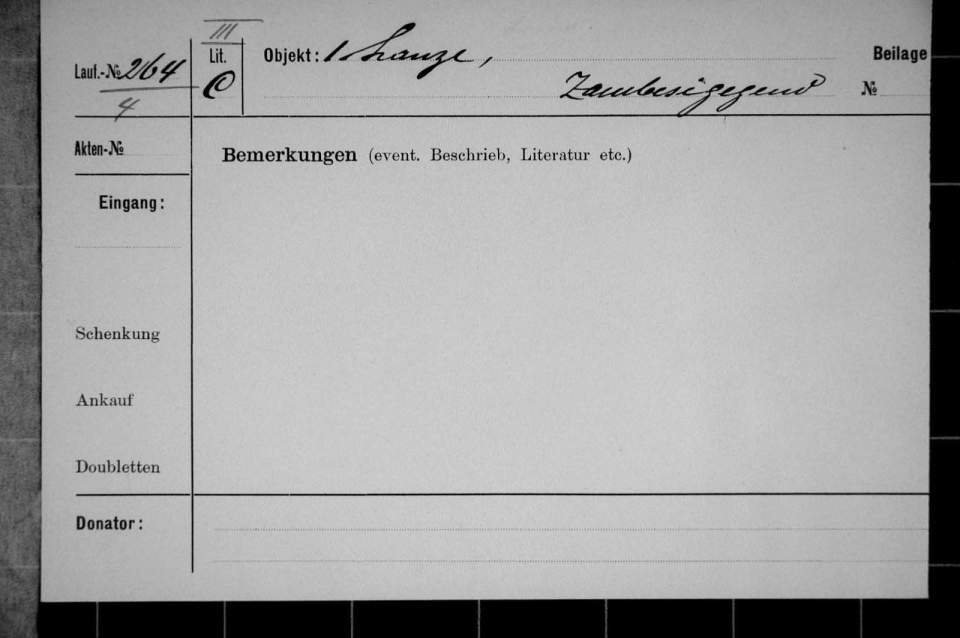 III
Lauf.-№ 264
4
Lit.
C
Objekt: 1 Lanze,
Zambesigegend
Beilage
№
Akten-№
Bemerkungen (event. Beschrieb, Literatur etc.)
Eingang:
Schenkung
Ankauf
Doubletten
Donator: